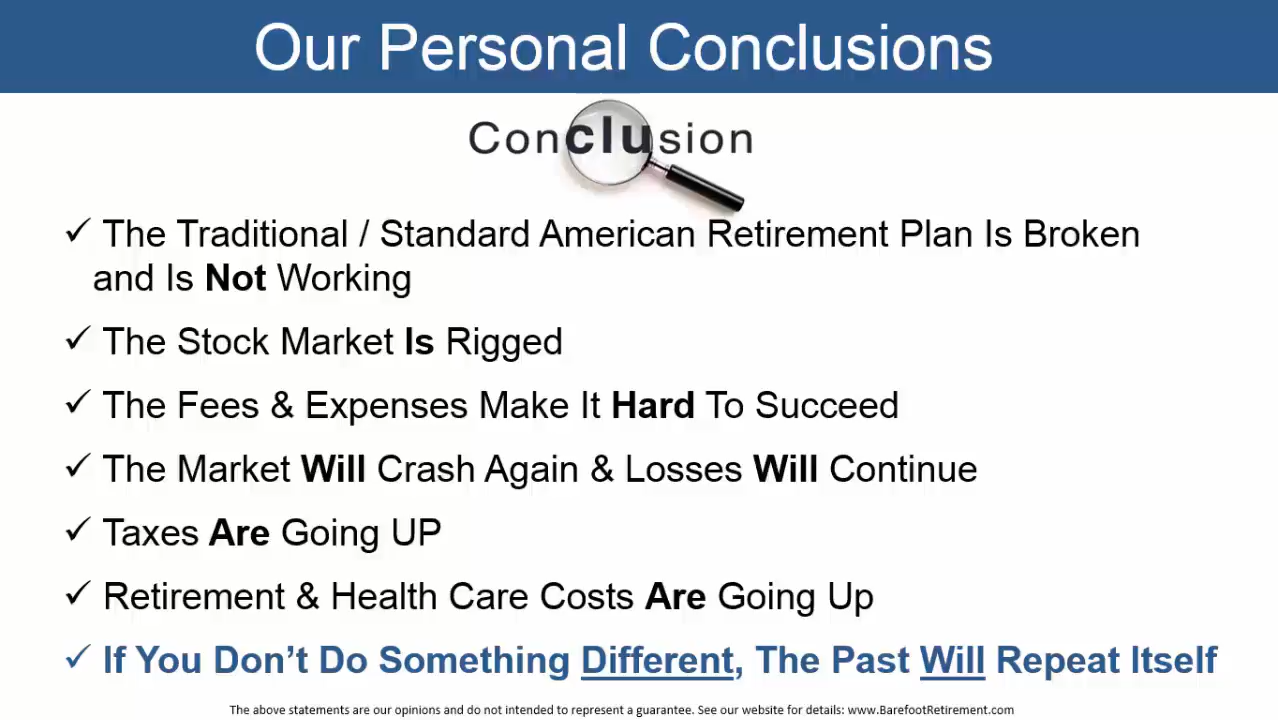 Our Personal Conclusions
Conclusion
✓ The Traditional / Standard American Retirement Plan Is Broken
and Is Not Working
✓ The Stock Market Is Rigged
✓ The Fees & Expenses Make It Hard To Succeed
✓ The Market Will Crash Again & Losses Will Continue
✓ Taxes Are Going UP
✓ Retirement & Health Care Costs Are Going Up
✓ If You Don’t Do Something Different, The Past Will Repeat Itself
The above statements are our opinions and do not intended to represent a guarantee. See our website for details: www.BarefootRetirement.com